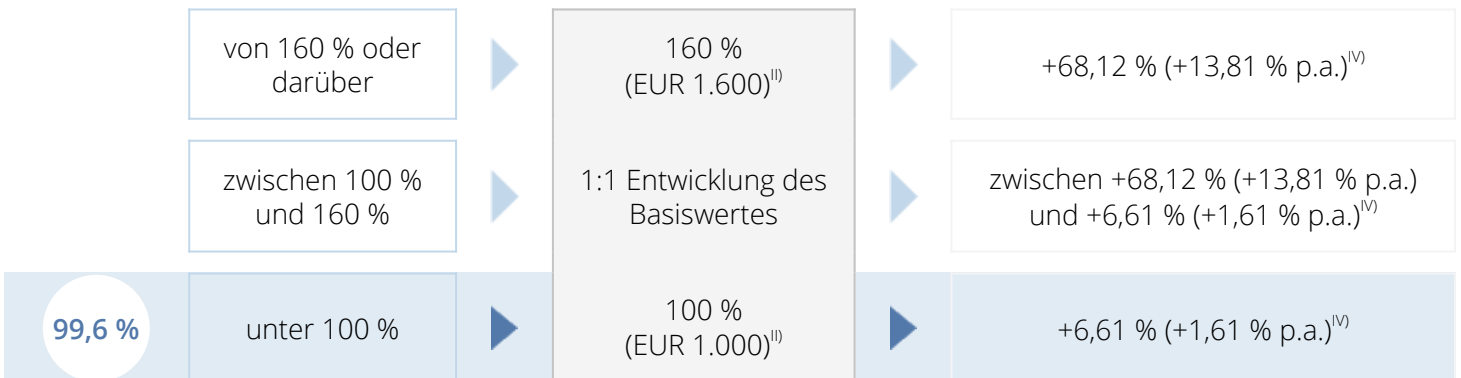 von 160 % oder
darüber
160 %
(EUR 1.600)II)
+68,12 % (+13,81 % p.a.)IV)
zwischen 100 %
und 160 %
1:1 Entwicklung des
Basiswertes
zwischen +68,12 % (+13,81 % p.a.)
und +6,61 % (+1,61 % p.a.)IV)
99,6 %
unter 100 %
100 %
(EUR 1.000)II)
+6,61 % (+1,61 % p.a.)IV)